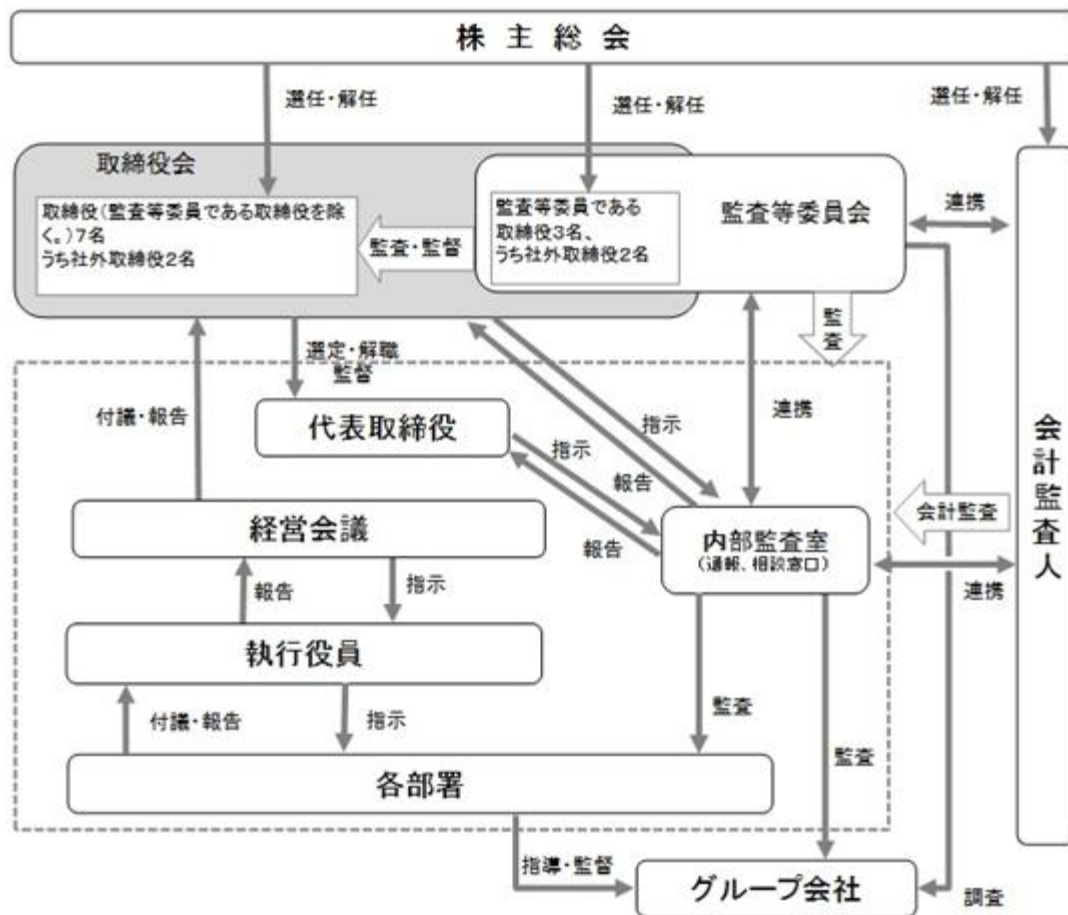 株主総会
選任・解任
選任・解任
選任・解任
取締役会
取締役(監査等委員である取締役を除
く。)7名
うち社外取締役2名
監査・監督
監査等委員である
取締役3名、
うち社外取締役2名
監査等委員会
連携
監査
選定・解職
監督
付議・報告
代表取締役
指示
報告
指示
報告
連携
会計監査人
経営会議
内部監査室
(通報、相談窓口)
会計監査
連携
報告
指示
執行役員
付議・報告
指示
監査
監査
各部署
指導・監督
グループ会社
調査